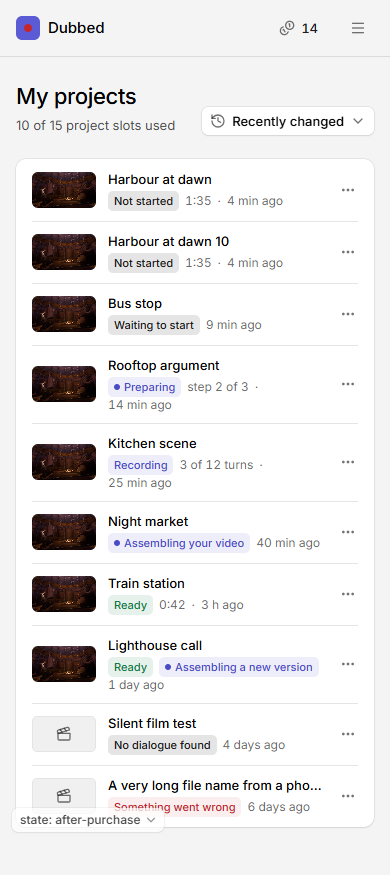 Dubbed
14
My projects
10 of 15 project slots used
Recently changed
Harbour at dawn
Not started 1:35 · 4 min ago
Harbour at dawn 10
Not started 1:35 · 4 min ago
Bus stop
Waiting to start 9 min ago
Rooftop argument
Preparing step 2 of 3 ·
14 min ago
Kitchen scene
Recording 3 of 12 turns ·
25 min ago
Night market
Assembling your video 40 min ago
Train station
Ready 0:42 · 3 h ago
Lighthouse call
Ready Assembling a new version
1 day ago
Silent film test
No dialogue found 4 days ago
A very long file name from a pho...
Something went wrong 6 days ago
state: after-purchase